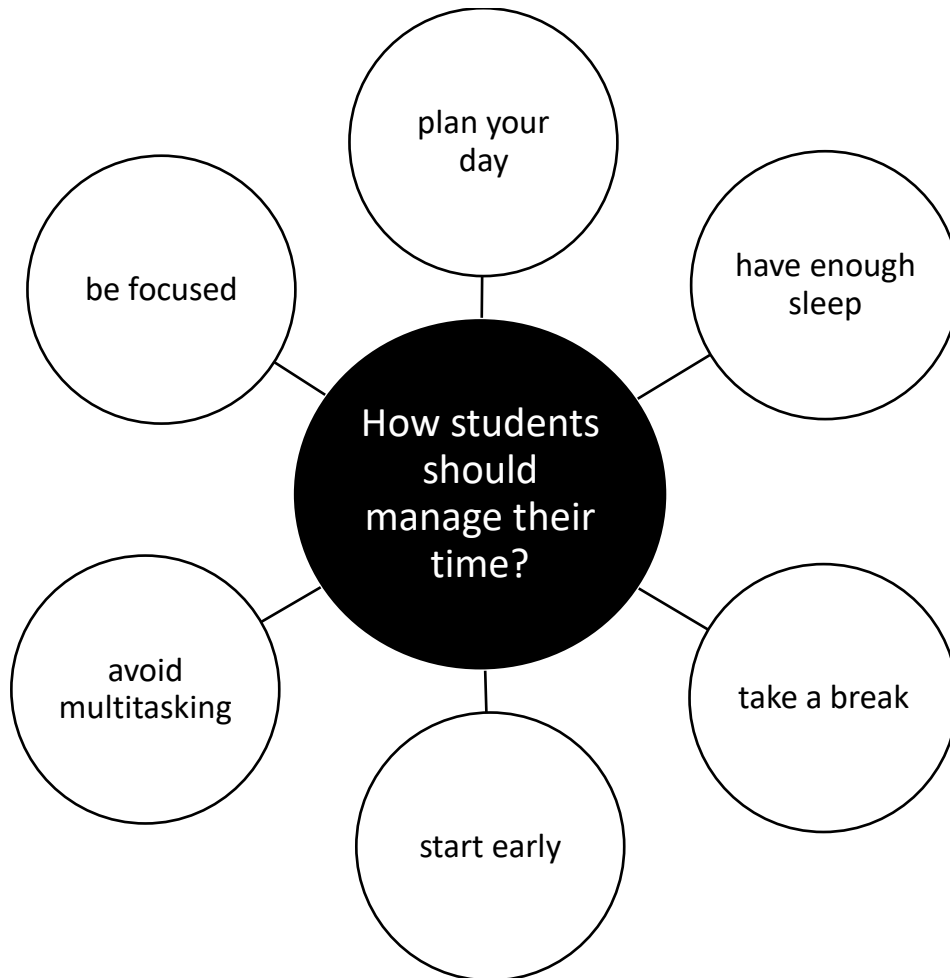 plan your
day
have enough
sleep
be focused
How students
should
manage their
time?
avoid
multitasking
take a break
start early